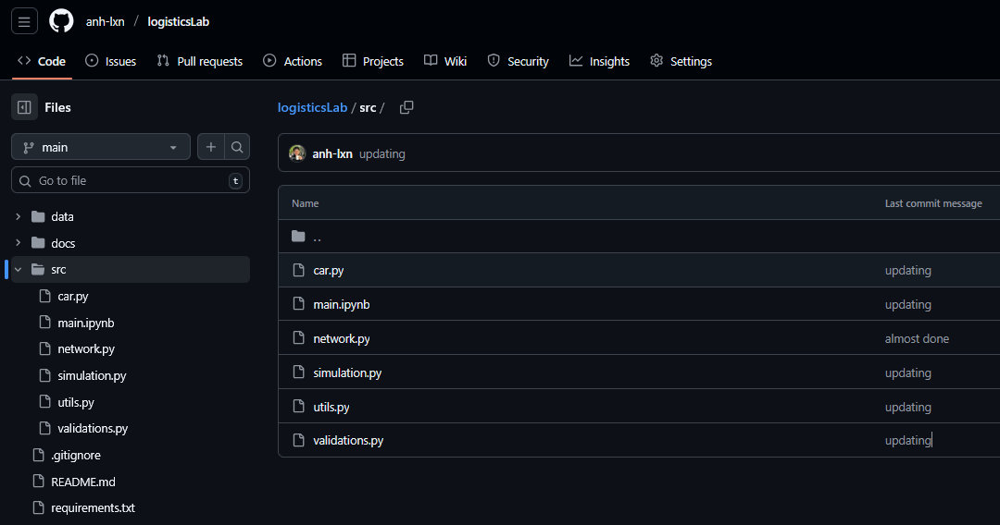 anh-lxn / logisticsLab
Code Issues Pull requests Actions Projects Wiki Security Insights Settings
Files
main
Go to file t
data
docs
src
car.py
main.ipynb
network.py
simulation.py
utils.py
validations.py
.gitignore
README.md
requirements.txt
logisticsLab / src /
anh-lxn updating
Name Last commit message
..
car.py updating
main.ipynb updating
network.py almost done
simulation.py updating
utils.py updating
validations.py updating